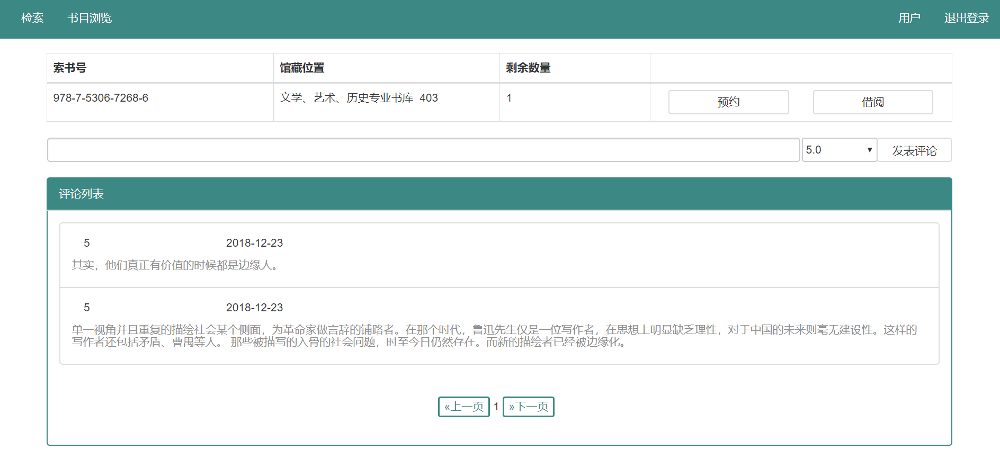 检索 书目浏览 用户 退出登录
索书号 馆藏位置 剩余数量
978-7-5306-7268-6 文学、艺术、历史专业书库 403 1 预约 借阅
5.0 ▼ 发表评论
评论列表
5 2018-12-23
其实，他们真正有价值的时候都是边缘人。
5 2018-12-23
单一视角并且重复的描绘社会某个侧面，为革命家做言辞的铺路者。在那个时代，鲁迅先生仅是一位写作者，在思想上明显缺乏理性，对于中国的未来则毫无建设性。这样的
写作者还包括矛盾、曹禺等人。 那些被描写的入骨的社会问题，时至今日仍然存在。而新的描绘者已经被边缘化。
«上一页 1 »下一页